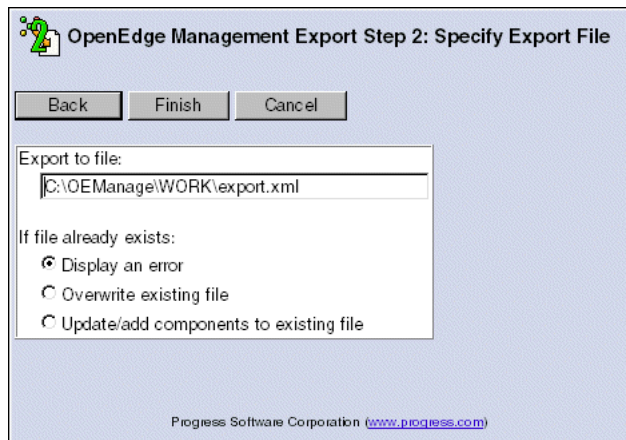 OpenEdge Management Export Step 2: Specify Export File
Back Finish Cancel
Export to file:
C:\OEManage\WORK\export.xml
If file already exists:
Display an error
Overwrite existing file
Update/add components to existing file
Progress Software Corporation (www.progress.com)